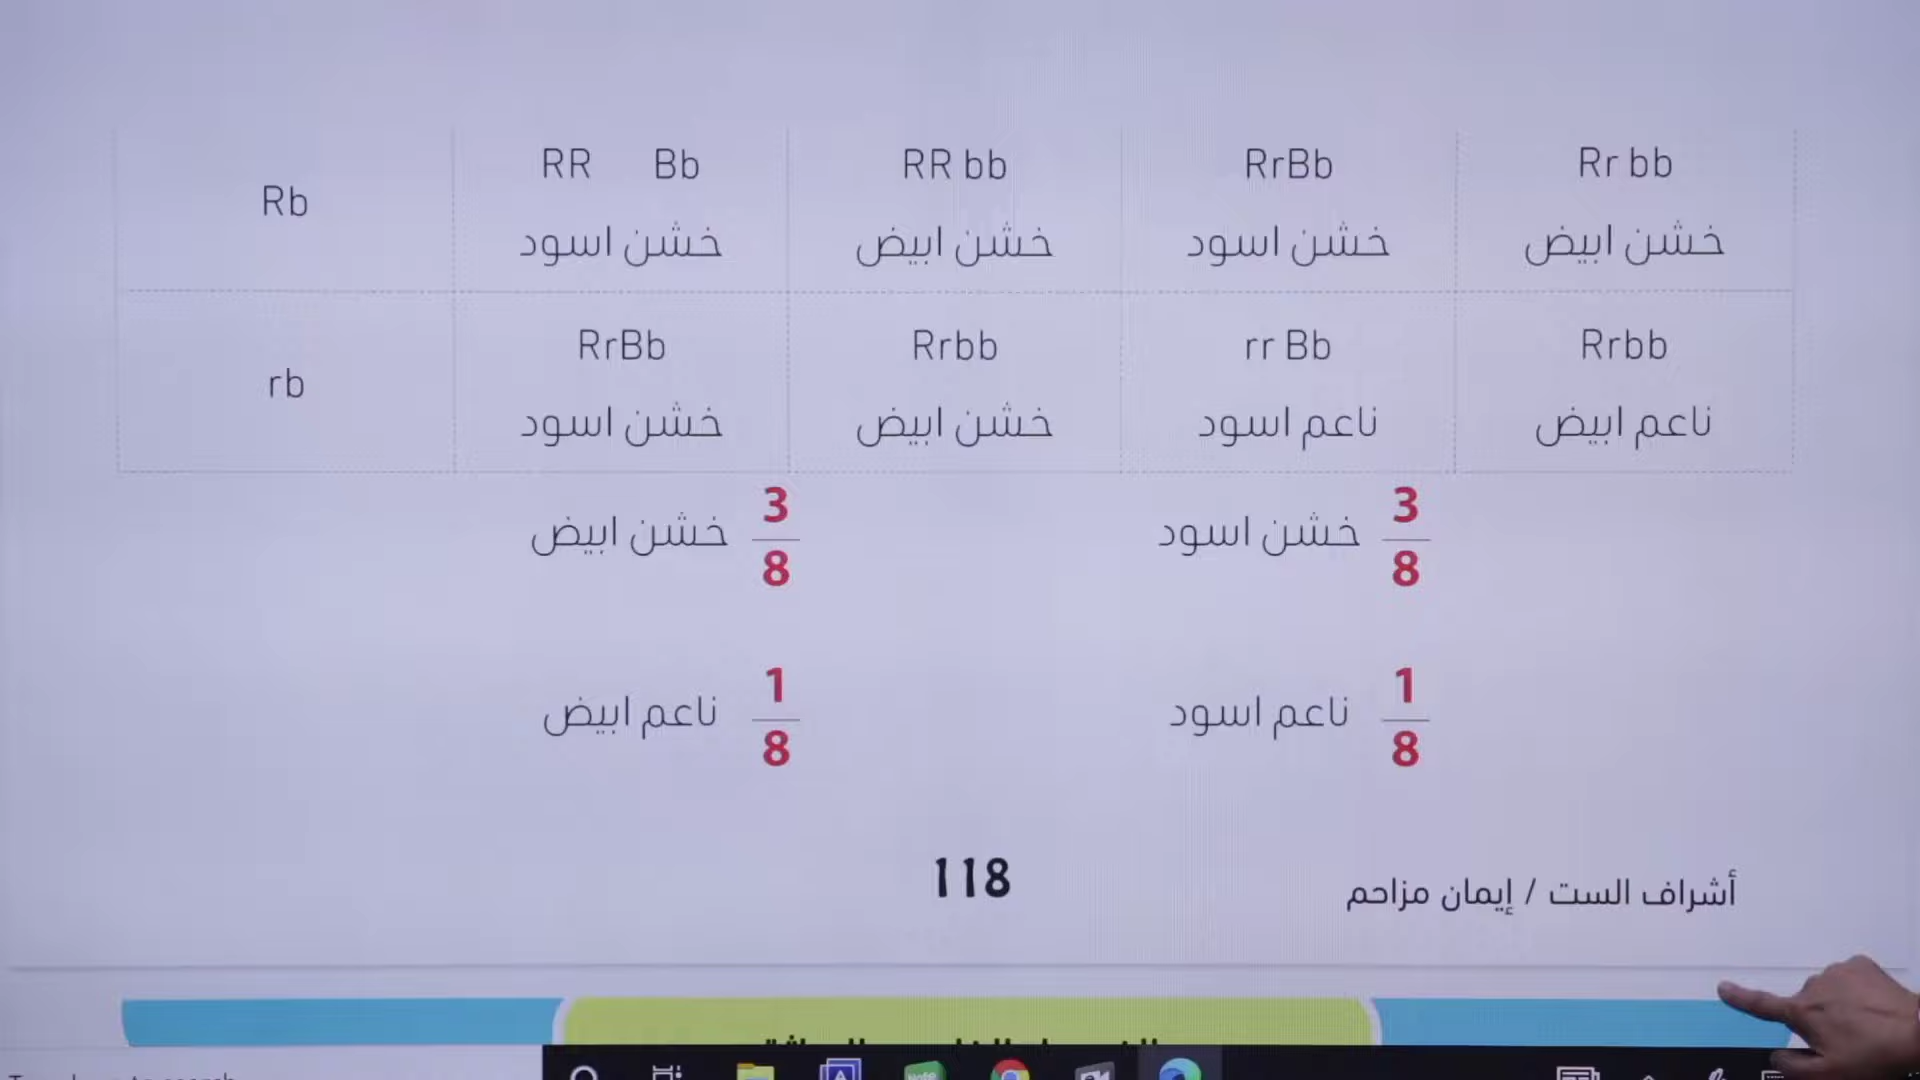 Rb
RR Bb
خشن اسود
RR bb
خشن ابيض
RrBb
خشن اسود
Rr bb
خشن ابيض
rb
RrBb
خشن اسود
Rrbb
خشن ابيض
rr Bb
ناعم اسود
Rrbb
ناعم ابيض
3/8 خشن اسود
3/8 خشن ابيض
1/8 ناعم اسود
1/8 ناعم ابيض
118
أشراف الست / إيمان مزاحم